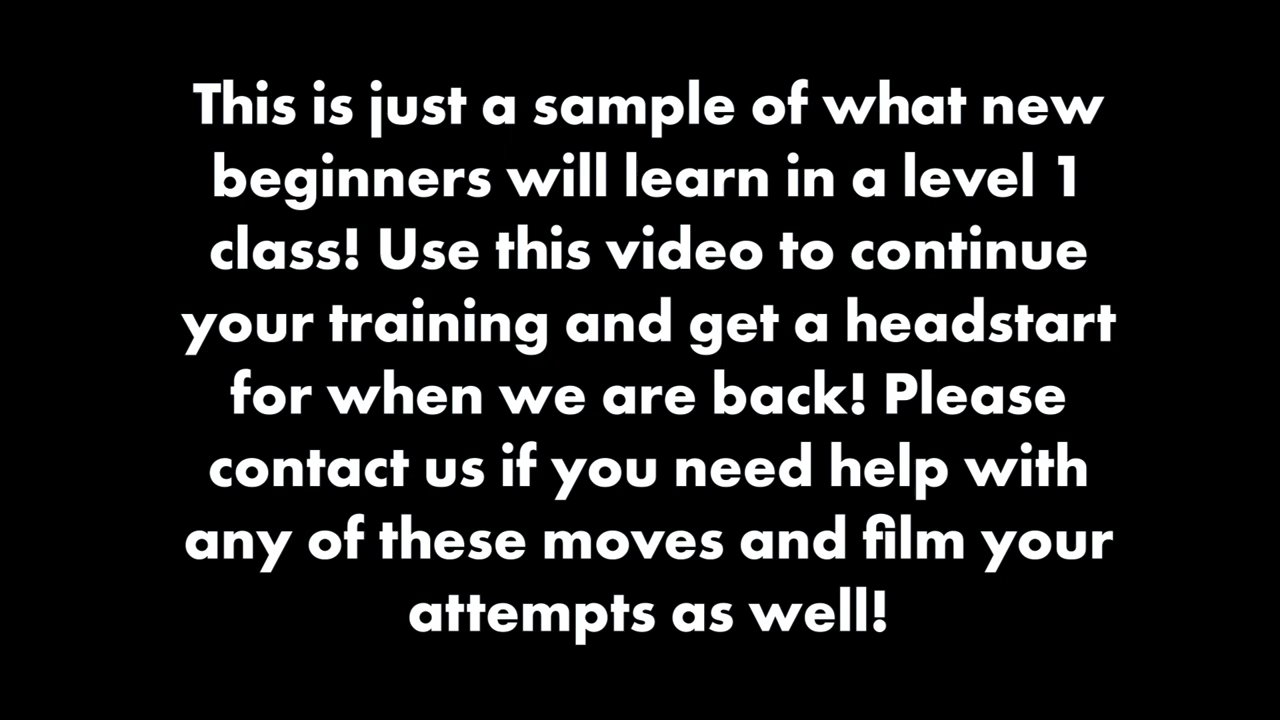 This is just a sample of what new
beginners will learn in a level 1
class! Use this video to continue
your training and get a headstart
for when we are back! Please
contact us if you need help with
any of these moves and film your
attempts as well!